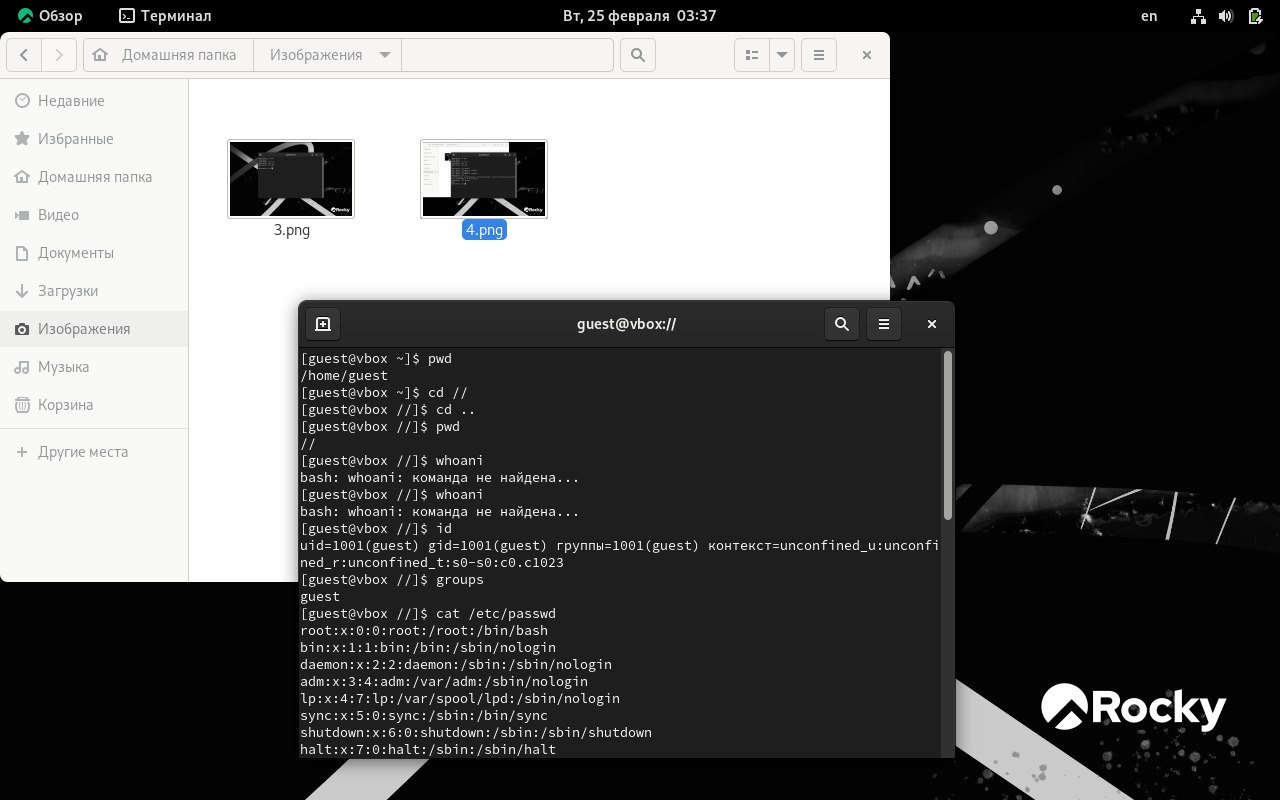 Обзор Терминал Вт, 25 февраля 03:37 en
Домашняя папка Изображения
Недавние
Избранные
Домашняя папка
Видео
Документы
Загрузки
Изображения
Музыка
Корзина
Другие места
3.png 4.png
guest@vbox://
[guest@vbox ~]$ pwd
/home/guest
[guest@vbox ~]$ cd //
[guest@vbox //]$ cd ..
[guest@vbox //]$ pwd
//
[guest@vbox //]$ whoani
bash: whoani: команда не найдена...
[guest@vbox //]$ whoani
bash: whoani: команда не найдена...
[guest@vbox //]$ id
uid=1001(guest) gid=1001(guest) группы=1001(guest) контекст=unconfined_u:unconfi
ned_r:unconfined_t:s0-s0:c0.c1023
[guest@vbox //]$ groups
guest
[guest@vbox //]$ cat /etc/passwd
root:x:0:0:root:/root:/bin/bash
bin:x:1:1:bin:/bin:/sbin/nologin
daemon:x:2:2:daemon:/sbin:/sbin/nologin
adm:x:3:4:adm:/var/adm:/sbin/nologin
lp:x:4:7:lp:/var/spool/lpd:/sbin/nologin
sync:x:5:0:sync:/sbin:/bin/sync
shutdown:x:6:0:shutdown:/sbin:/sbin/shutdown
halt:x:7:0:halt:/sbin:/sbin/halt
Rocky